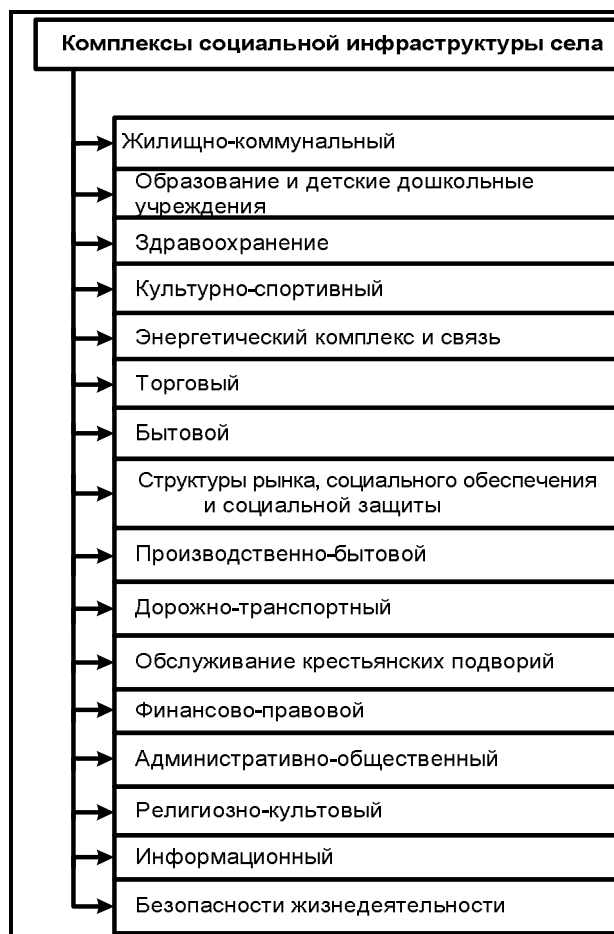 Комплексы социальной инфраструктуры села
Жилищно-коммунальный
Образование и детские дошкольные
учреждения
Здравоохранение
Культурно-спортивный
Энергетический комплекс и связь
Торговый
Бытовой
Структуры рынка, социального обеспечения
и социальной защиты
Производственно-бытовой
Дорожно-транспортный
Обслуживание крестьянских подворий
Финансово-правовой
Административно-общественный
Религиозно-культовый
Информационный
Безопасности жизнедеятельности